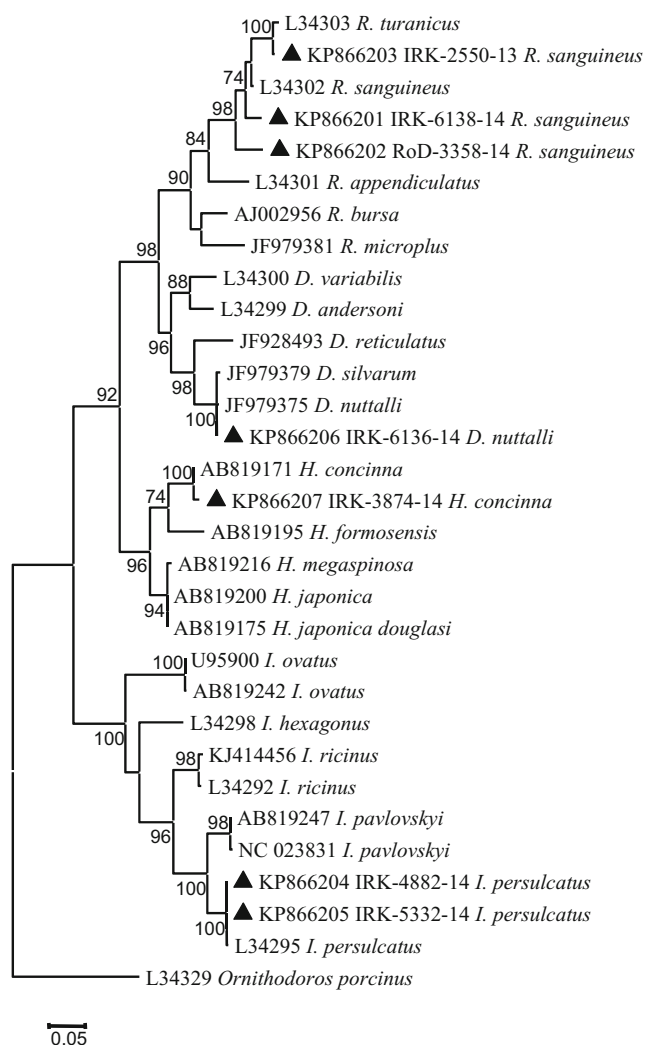 100
L34303 R. turanicus
▲ KP866203 IRK-2550-13 R. sanguineus
74
L34302 R. sanguineus
98
▲ KP866201 IRK-6138-14 R. sanguineus
84
▲ KP866202 RoD-3358-14 R. sanguineus
90
L34301 R. appendiculatus
AJ002956 R. bursa
98
JF979381 R. microplus
88
L34300 D. variabilis
L34299 D. andersoni
96
JF928493 D. reticulatus
98
JF979379 D. silvarum
92
JF979375 D. nuttalli
100
▲ KP866206 IRK-6136-14 D. nuttalli
100
AB819171 H. concinna
74
▲ KP866207 IRK-3874-14 H. concinna
AB819195 H. formosensis
96
AB819216 H. megaspinosa
AB819200 H. japonica
94
AB819175 H. japonica douglasi
100
U95900 I. ovatus
AB819242 I. ovatus
100
L34298 I. hexagonus
98
KJ414456 I. ricinus
L34292 I. ricinus
96
98
AB819247 I. pavlovskyi
NC 023831 I. pavlovskyi
100
▲ KP866204 IRK-4882-14 I. persulcatus
▲ KP866205 IRK-5332-14 I. persulcatus
100
L34295 I. persulcatus
L34329 Ornithodoros porcinus
0.05